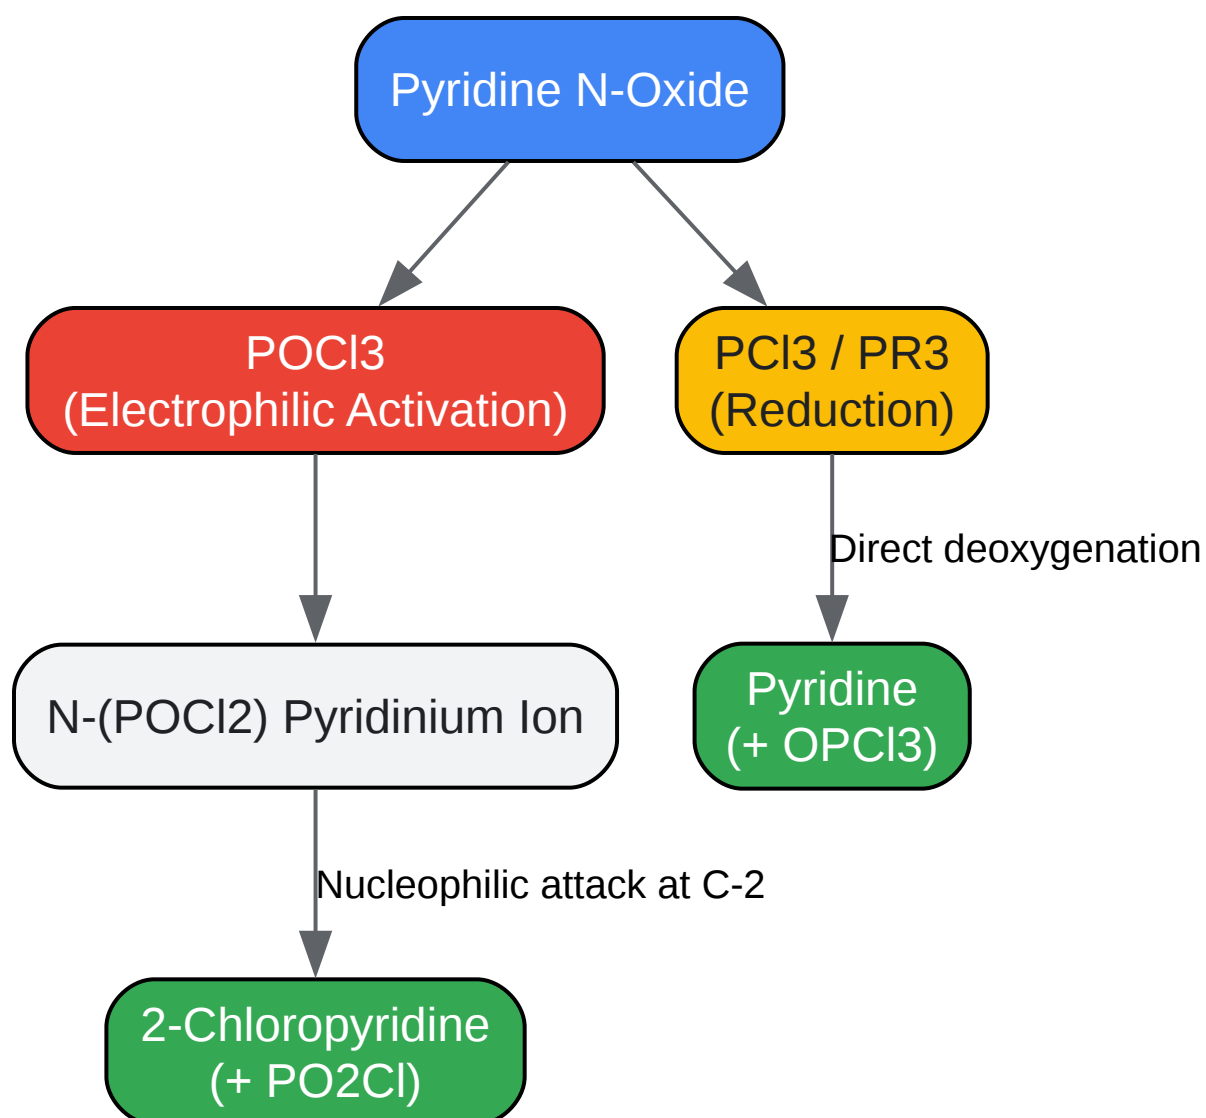 Pyridine N-Oxide
POCl3
(Electrophilic Activation)
PCl3 / PR3
(Reduction)
Direct deoxygenation
N-(POCl2) Pyridinium Ion
Pyridine
(+ OPCl3)
Nucleophilic attack at C-2
2-Chloropyridine
(+ PO2Cl)